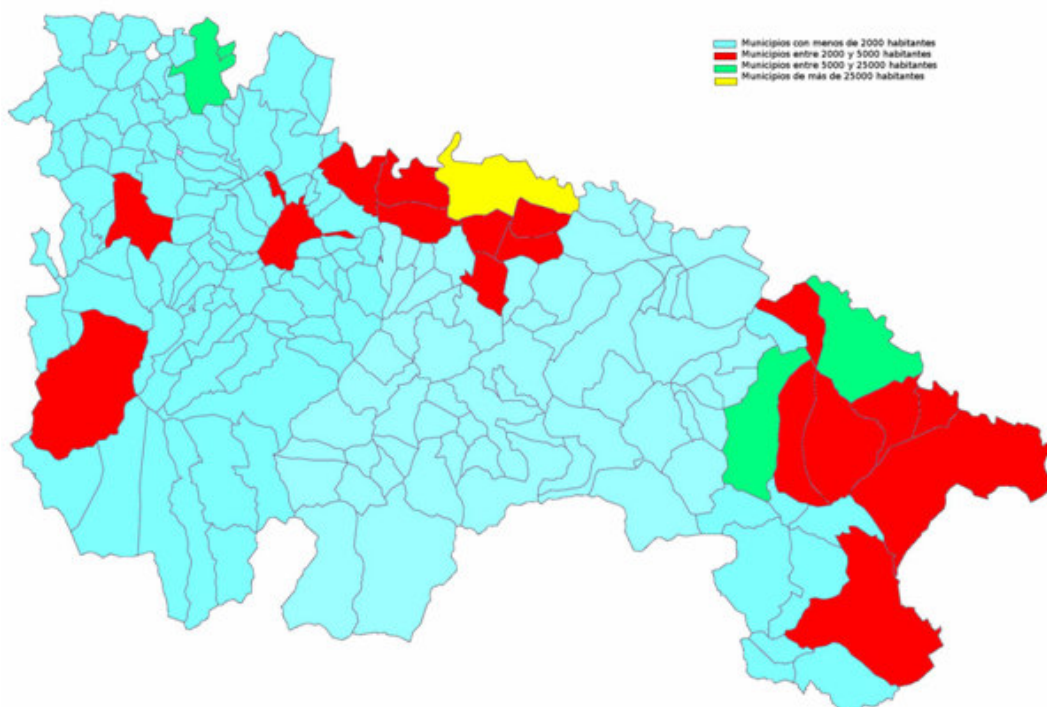 Municipios con menos de 2000 habitantes
Municipios entre 2000 y 5000 habitantes
Municipios entre 5000 y 25000 habitantes
Municipios de más de 25000 habitantes